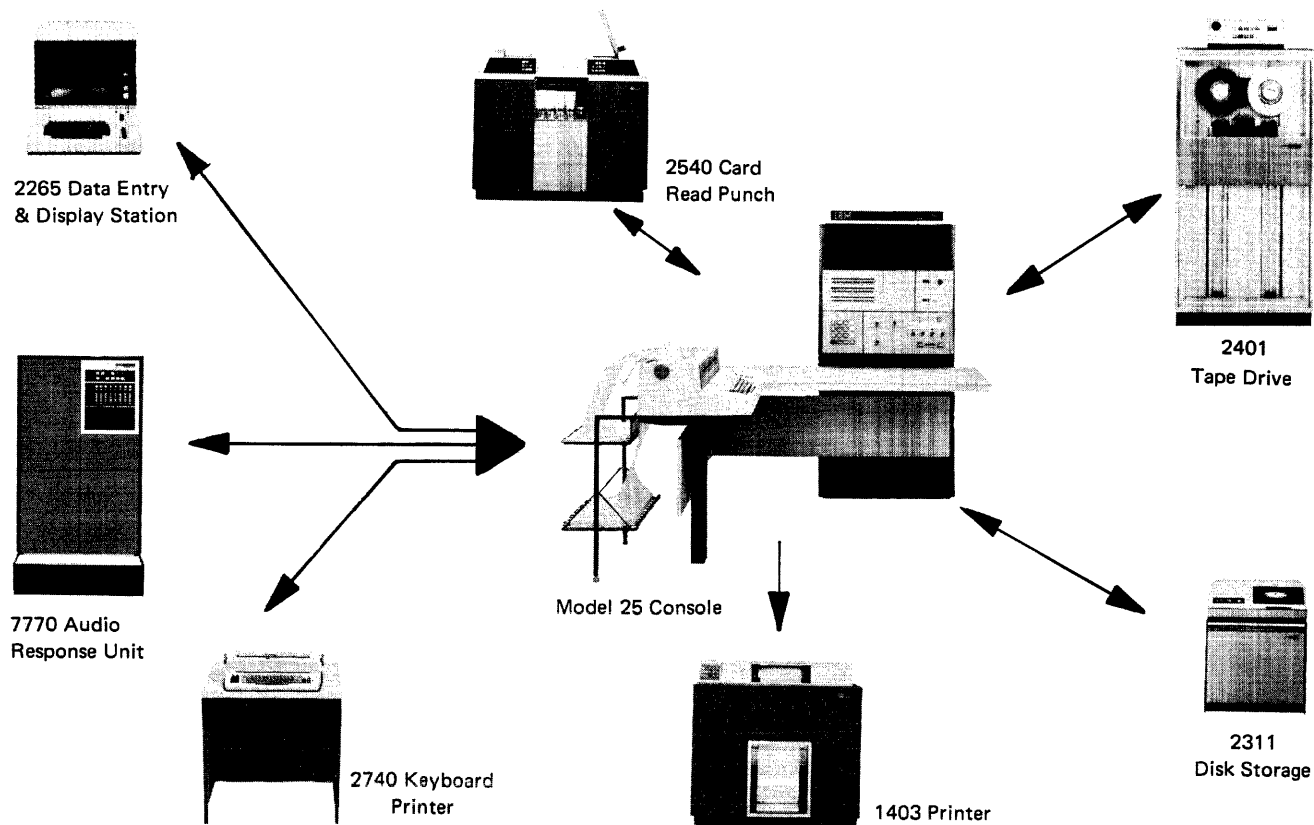 2265 Data Entry
& Display Station
2540 Card
Read Punch
2401
Tape Drive
7770 Audio
Response Unit
Model 25 Console
2740 Keyboard
Printer
1403 Printer
2311
Disk Storage